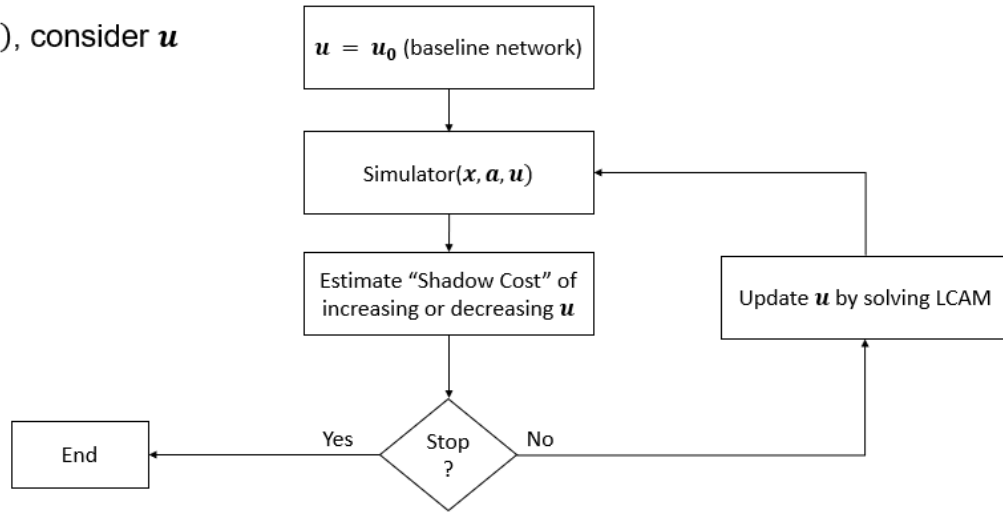 ), consider u
u = u₀ (baseline network)
Simulator(x, a, u)
Estimate “Shadow Cost” of
increasing or decreasing u
Update u by solving LCAM
Stop
?
Yes
No
End